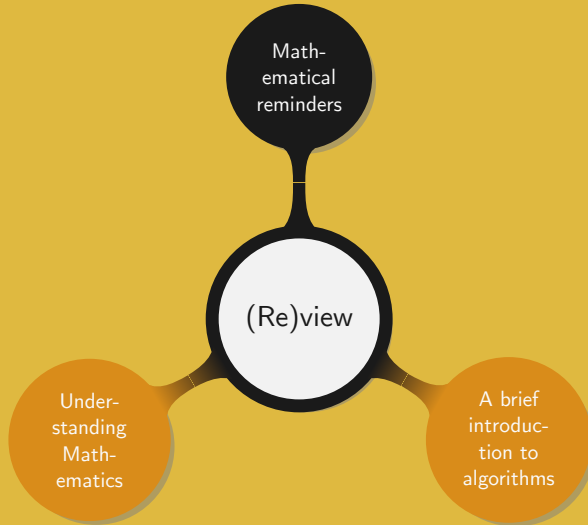 Math-
ematical
reminders
(Re)view
Under-
standing
Math-
ematics
A brief
introduc-
tion to
algorithms